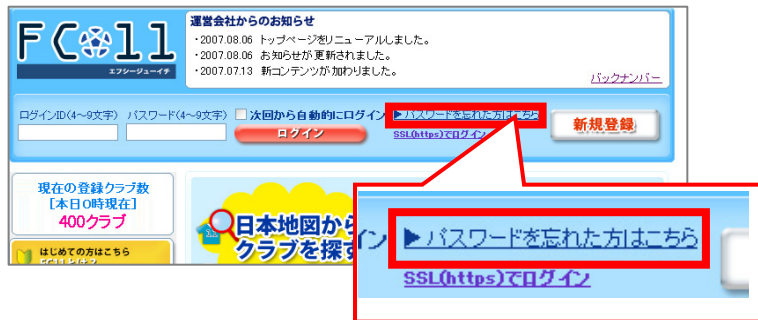 FC11
エフシージューイチ
運営会社からのお知らせ
・2007.08.06 トップページをリニューアルしました。
・2007.08.06 お知らせが更新されました。
・2007.07.13 新コンテンツが加わりました。
バックナンバー
ログインID(4~9文字) パスワード(4~9文字) 次回から自動的にログイン ▶パスワードを忘れた方はこちら
ログイン
SSL(https)でログイン
新規登録
現在の登録クラブ数
[本日0時現在]
400クラブ
はじめての方はこちら
日本地図から
クラブを探す
イン ▶パスワードを忘れた方はこちら
SSL(https)でログイン